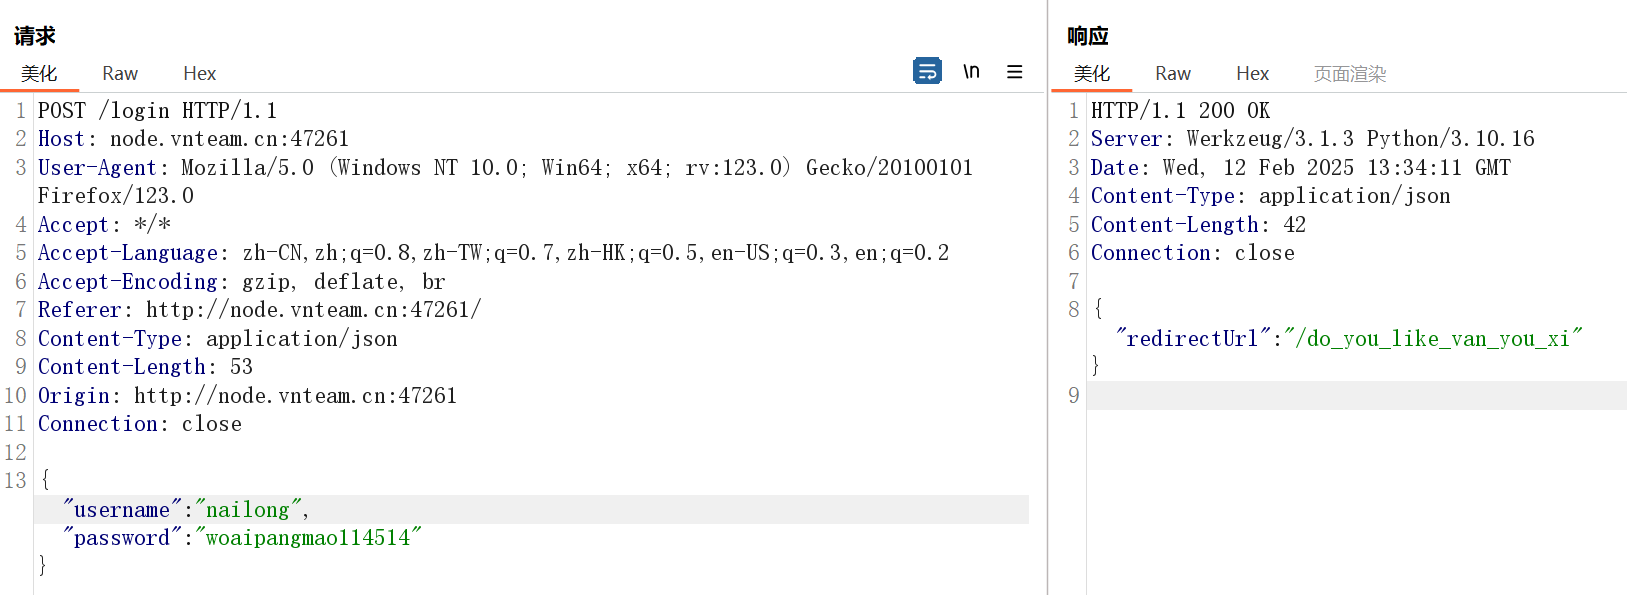 请求
美化 Raw Hex \n
1 POST /login HTTP/1.1
2 Host: node.vnteam.cn:47261
3 User-Agent: Mozilla/5.0 (Windows NT 10.0; Win64; x64; rv:123.0) Gecko/20100101
Firefox/123.0
4 Accept: */*
5 Accept-Language: zh-CN,zh;q=0.8,zh-TW;q=0.7,zh-HK;q=0.5,en-US;q=0.3,en;q=0.2
6 Accept-Encoding: gzip, deflate, br
7 Referer: http://node.vnteam.cn:47261/
8 Content-Type: application/json
9 Content-Length: 53
10 Origin: http://node.vnteam.cn:47261
11 Connection: close
12
13 {
"username":"nailong",
"password":"woaipangmao114514"
}
响应
美化 Raw Hex 页面渲染
1 HTTP/1.1 200 OK
2 Server: Werkzeug/3.1.3 Python/3.10.16
3 Date: Wed, 12 Feb 2025 13:34:11 GMT
4 Content-Type: application/json
5 Content-Length: 42
6 Connection: close
7
8 {
"redirectUrl":"/do_you_like_van_you_xi"
}
9